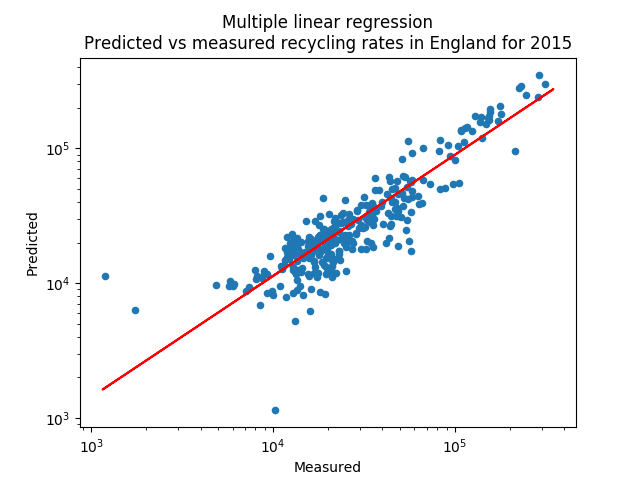 Multiple linear regression
Predicted vs measured recycling rates in England for 2015
Predicted
10^5
10^4
10^3
10^3 10^4 10^5
Measured